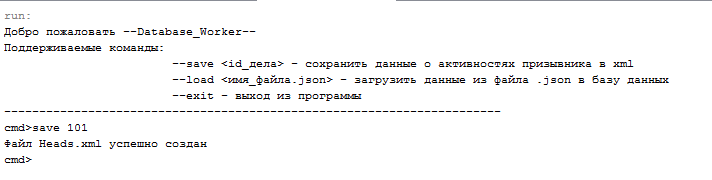 run:
Добро пожаловать --Database_Worker--
Поддерживаемые команды:
--save <id_дела> - сохранить данные о активностях призывника в xml
--load <имя_файла.json> - загрузить данные из файла .json в базу данных
--exit - выход из программы
-----------------------------------------------------------------------
cmd>save 101
Файл Heads.xml успешно создан
cmd>